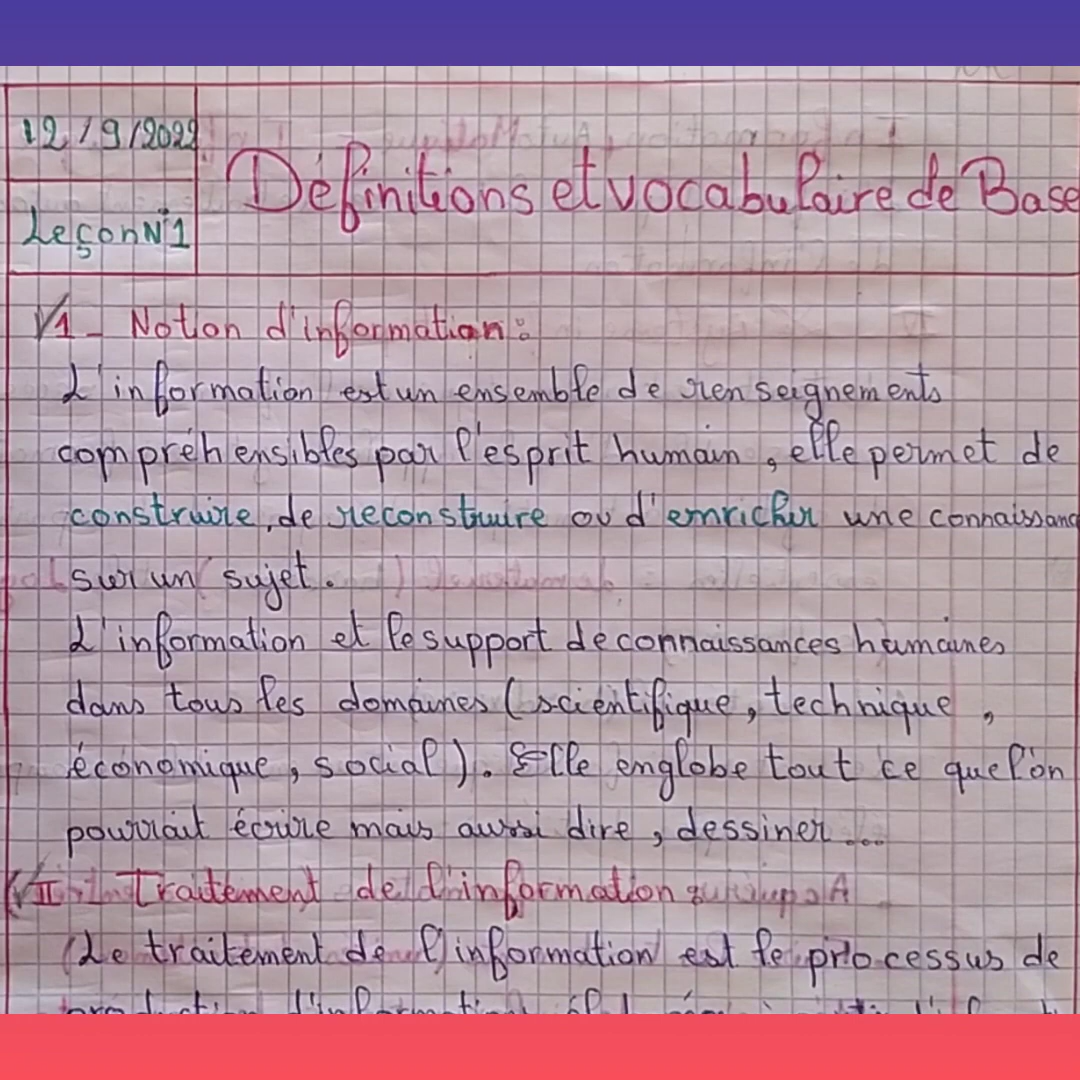 12/9/2022
Leçon N°1
Définitions et vocabulaire de Base
1- Notion d'information:
L'information est un ensemble de renseignements
compréhensibles par l'esprit humain, elle permet de
construire, de reconstruire ou d'enrichir une connaissanc
sur un sujet.
L'information et le support de connaissances humaines
dans tous les domaines (scientifique, technique,
économique, social). Elle englobe tout ce que l'on
pourrait écrire mais aussi dire, dessiner...
II- Traitement de l'information
Le traitement de l'information est le processus de